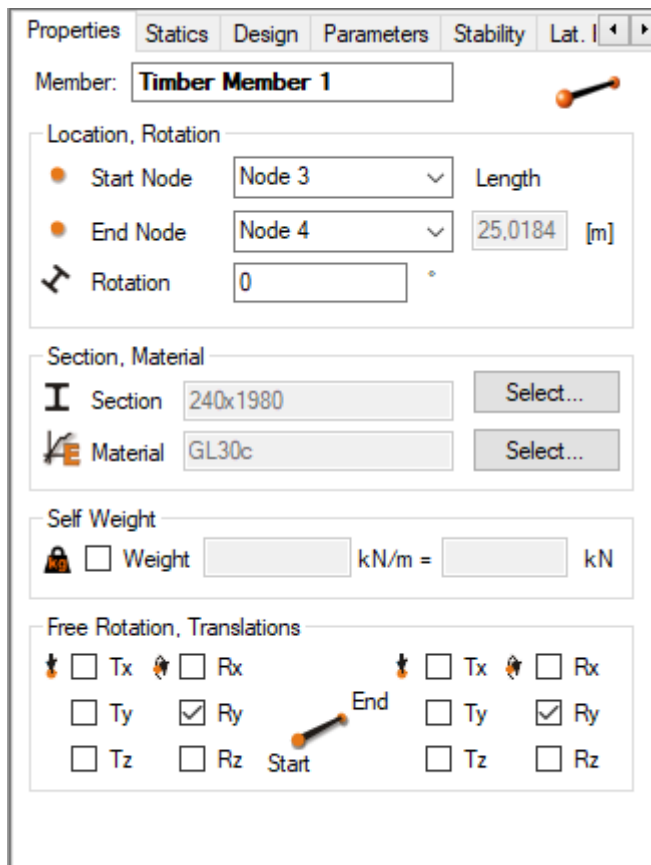 Properties Statics Design Parameters Stability Lat.
Member: Timber Member 1
Location, Rotation
Start Node Node 3 Length
End Node Node 4 25,0184 [m]
Rotation 0 °
Section, Material
Section 240x1980 Select...
E Material GL30c Select...
Self Weight
kg Weight kN/m = kN
Free Rotation, Translations
Tx Rx Tx Rx
Ty Ry End Ty Ry
Tz Rz Start Tz Rz